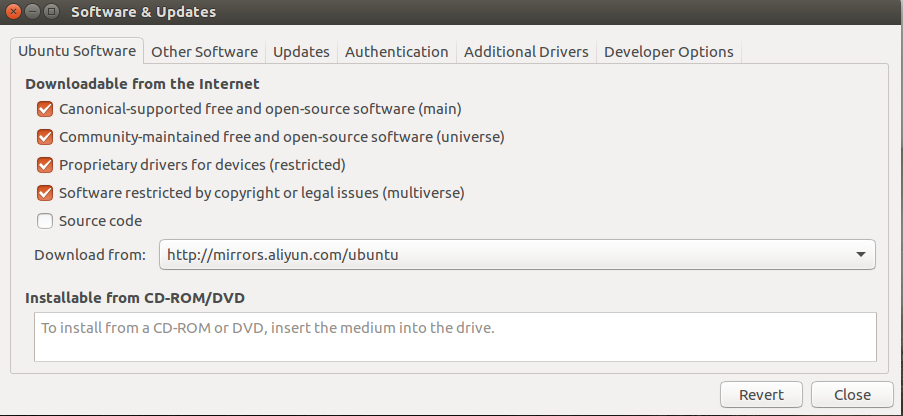 Software & Updates
Ubuntu Software Other Software Updates Authentication Additional Drivers Developer Options
Downloadable from the Internet
Canonical-supported free and open-source software (main)
Community-maintained free and open-source software (universe)
Proprietary drivers for devices (restricted)
Software restricted by copyright or legal issues (multiverse)
Source code
Download from: http://mirrors.aliyun.com/ubuntu
Installable from CD-ROM/DVD
To install from a CD-ROM or DVD, insert the medium into the drive.
Revert Close